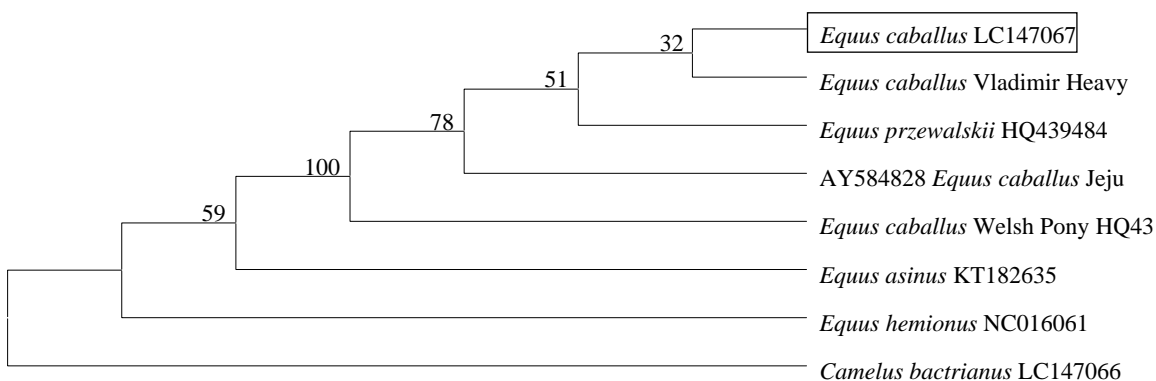 Equus caballus LC147067
32
Equus caballus Vladimir Heavy
51
Equus przewalskii HQ439484
78
AY584828 Equus caballus Jeju
100
Equus caballus Welsh Pony HQ43
59
Equus asinus KT182635
Equus hemionus NC016061
Camelus bactrianus LC147066